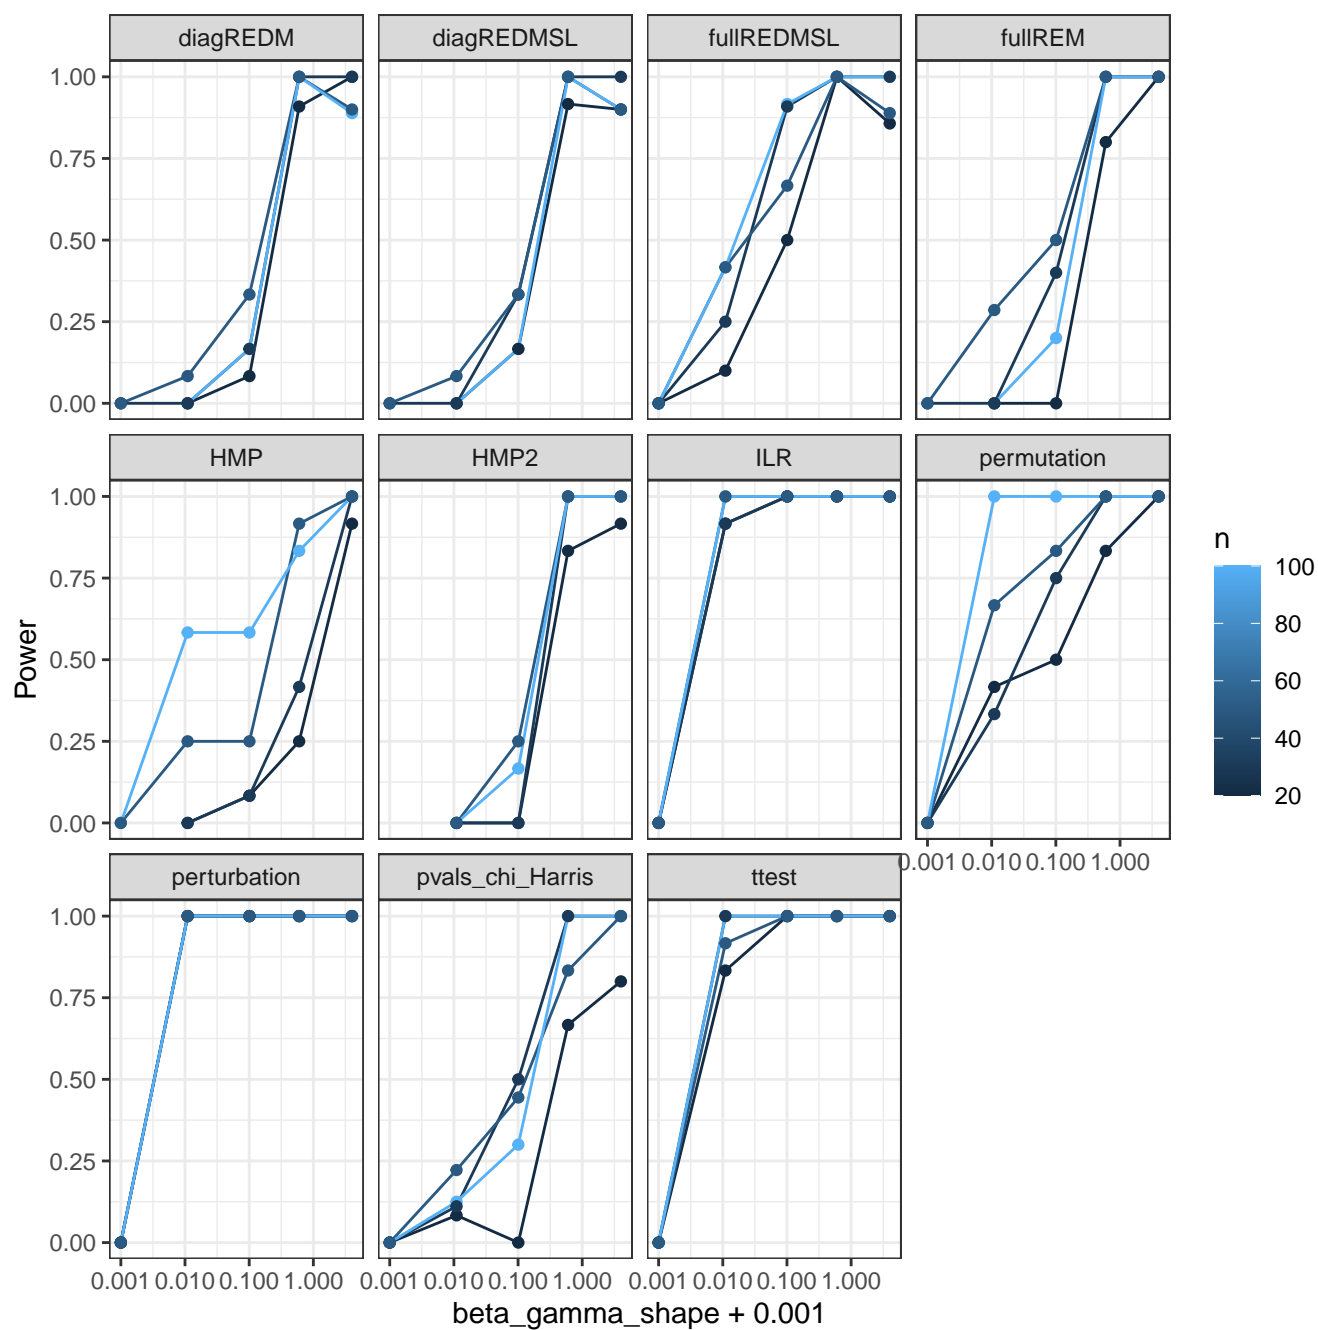 diagREDM diagREDMSL fullREDMSL fullREM
1.00
0.75
0.50
0.25
0.00
HMP HMP2 ILR permutation
1.00
0.75
0.50
0.25
0.00
0.001 0.010 0.100 1.000
perturbation pvals_chi_Harris ttest
1.00
0.75
0.50
0.25
0.00
0.001 0.010 0.100 1.000 0.001 0.010 0.100 1.000 0.001 0.010 0.100 1.000
beta_gamma_shape + 0.001
Power
n
100
80
60
40
20